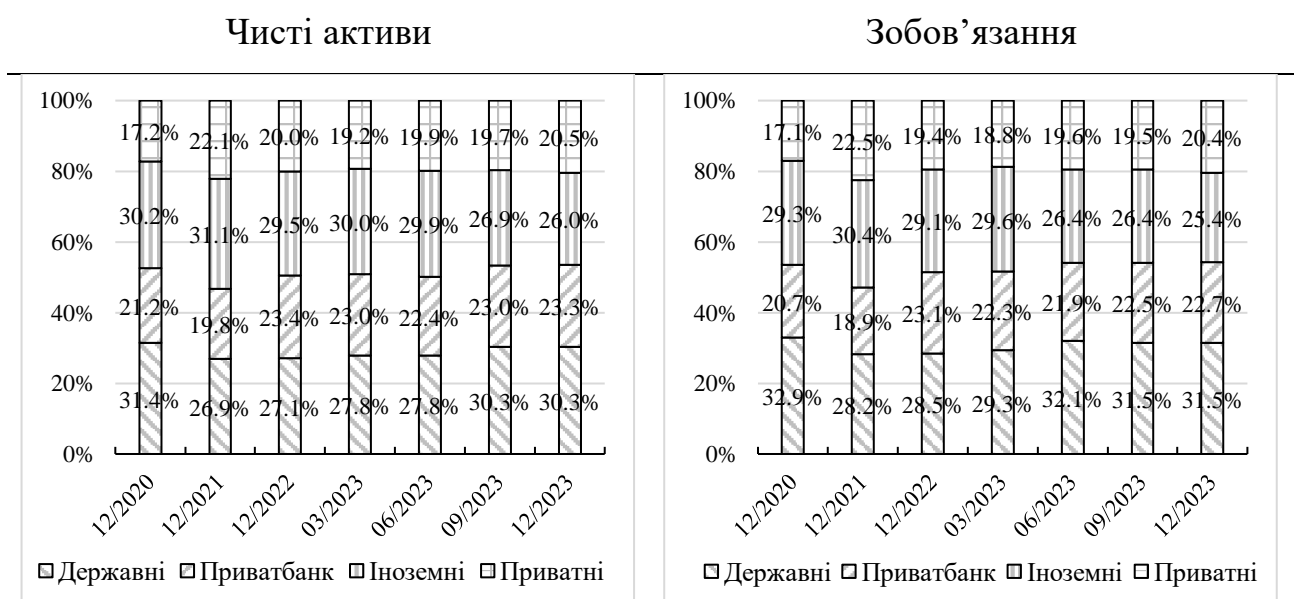 Чисті активи
100%
80%
60%
40%
20%
0%
17.2% 22.1% 20.0% 19.2% 19.9% 19.7% 20.5%
30.2% 31.1% 29.5% 30.0% 29.9% 26.9% 26.0%
21.2% 19.8% 23.4% 23.0% 22.4% 23.0% 23.3%
31.4% 26.9% 27.1% 27.8% 27.8% 30.3% 30.3%
12/2020 12/2021 12/2022 03/2023 06/2023 09/2023 12/2023
Державні Приватбанк Іноземні Приватні
Зобов’язання
100%
80%
60%
40%
20%
0%
17.1% 22.5% 19.4% 18.8% 19.6% 19.5% 20.4%
29.3% 30.4% 29.1% 29.6% 26.4% 26.4% 25.4%
20.7% 18.9% 23.1% 22.3% 21.9% 22.5% 22.7%
32.9% 28.2% 28.5% 29.3% 32.1% 31.5% 31.5%
12/2020 12/2021 12/2022 03/2023 06/2023 09/2023 12/2023
Державні Приватбанк Іноземні Приватні